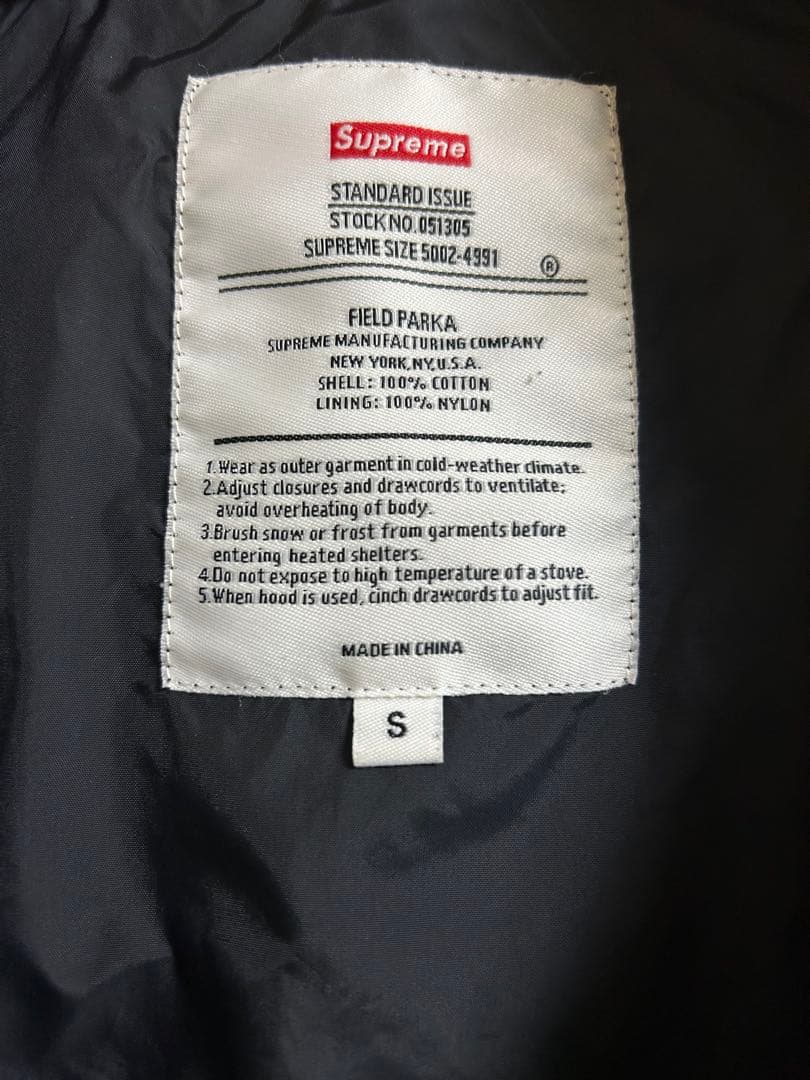 Supreme
STANDARD ISSUE
STOCK NO.051305
SUPREME SIZE 5002-4991
®
FIELD PARKA
SUPREME MANUFACTURING COMPANY
NEW YORK,NY,U.S.A.
SHELL: 100% COTTON
LINING: 100% NYLON
1.Wear as outer garment in cold-weather climate.
2.Adjust closures and drawcords to ventilate;
avoid overheating of body.
3.Brush snow or frost from garments before
entering heated shelters.
4.Do not expose to high temperature of a stove.
5.When hood is used, cinch drawcords to adjust fit.
MADE IN CHINA
S